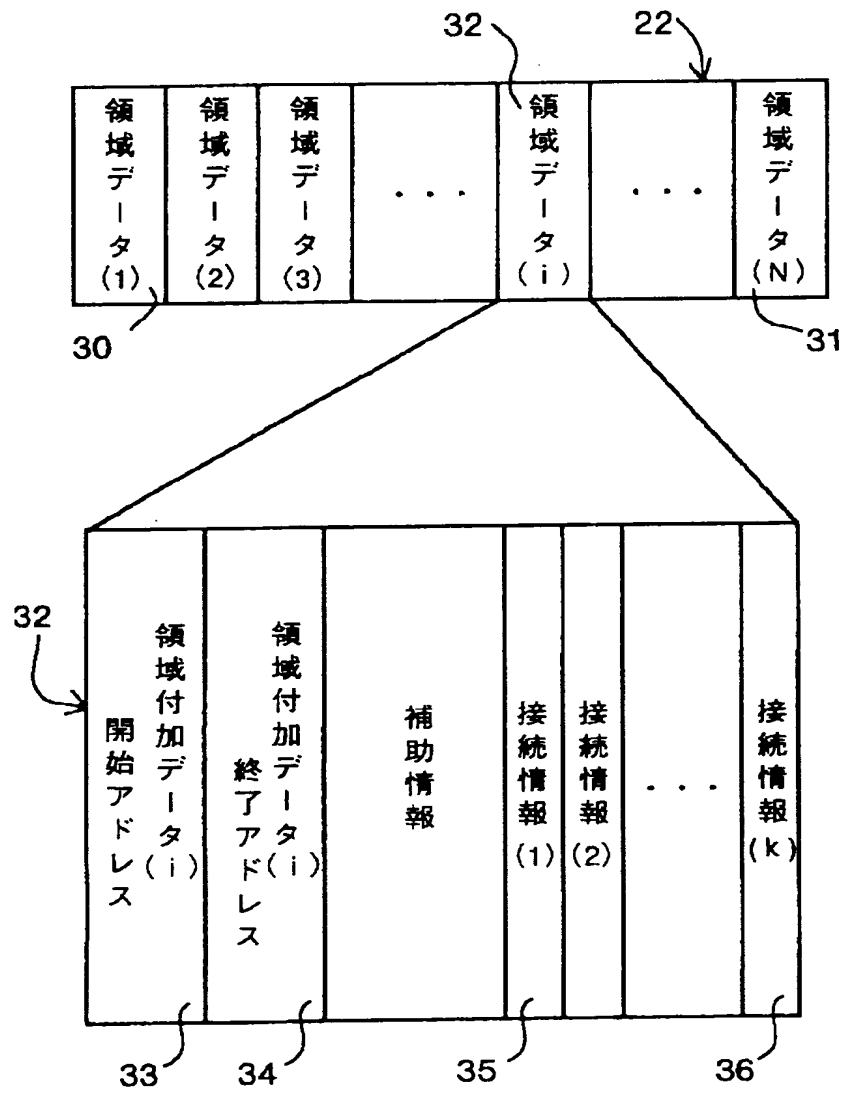 32
22
領域データ(1)
領域データ(2)
領域データ(3)
・・・
領域データ(i)
・・・
領域データ(N)
30
31
32
領域付加データ(i)
開始アドレス
領域付加データ(i)
終了アドレス
補助情報
接続情報(1)
接続情報(2)
・・・
接続情報(k)
33
34
35
36